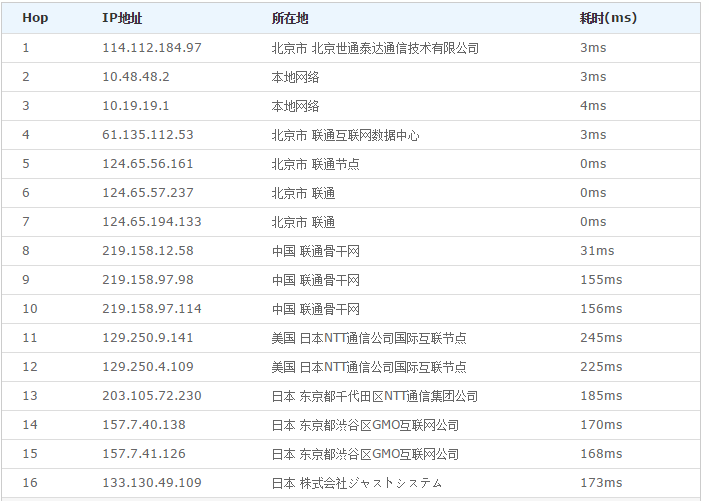 Hop IP地址 所在地 耗时(ms)
1 114.112.184.97 北京市 北京世通泰达通信技术有限公司 3ms
2 10.48.48.2 本地网络 3ms
3 10.19.19.1 本地网络 4ms
4 61.135.112.53 北京市 联通互联网数据中心 3ms
5 124.65.56.161 北京市 联通节点 0ms
6 124.65.57.237 北京市 联通 0ms
7 124.65.194.133 北京市 联通 0ms
8 219.158.12.58 中国 联通骨干网 31ms
9 219.158.97.98 中国 联通骨干网 155ms
10 219.158.97.114 中国 联通骨干网 156ms
11 129.250.9.141 美国 日本NTT通信公司国际互联节点 245ms
12 129.250.4.109 美国 日本NTT通信公司国际互联节点 225ms
13 203.105.72.230 日本 东京都千代田区NTT通信集团公司 185ms
14 157.7.40.138 日本 东京都渋谷区GMO互联网公司 170ms
15 157.7.41.126 日本 东京都渋谷区GMO互联网公司 168ms
16 133.130.49.109 日本 株式会社ジャストシステム 173ms